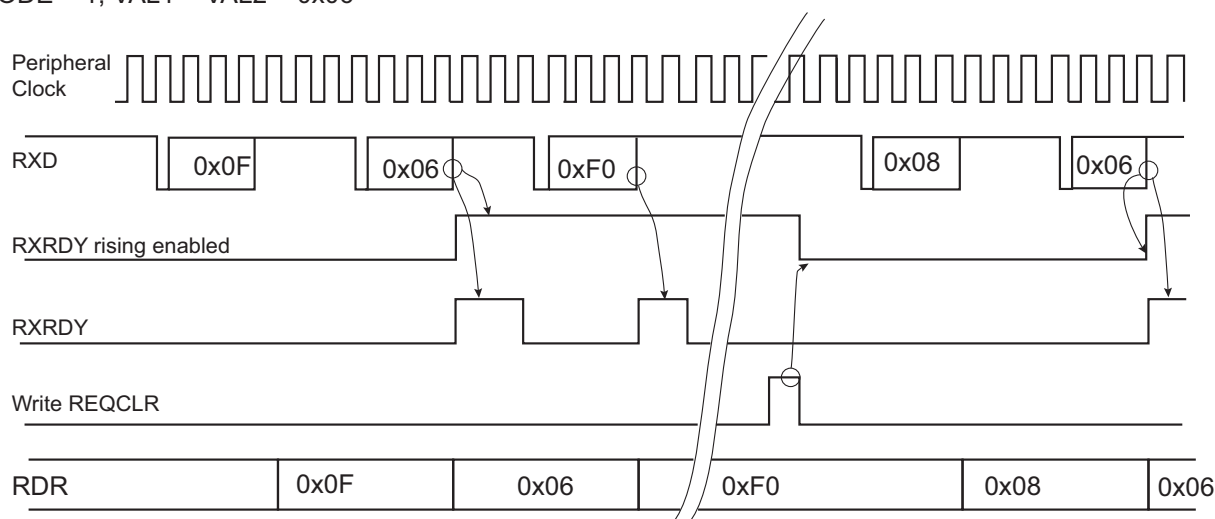 Peripheral
Clock
RXD
0x0F
0x06
0xF0
0x08
0x06
RXRDY rising enabled
RXRDY
Write REQCLR
RDR
0x0F
0x06
0xF0
0x08
0x06